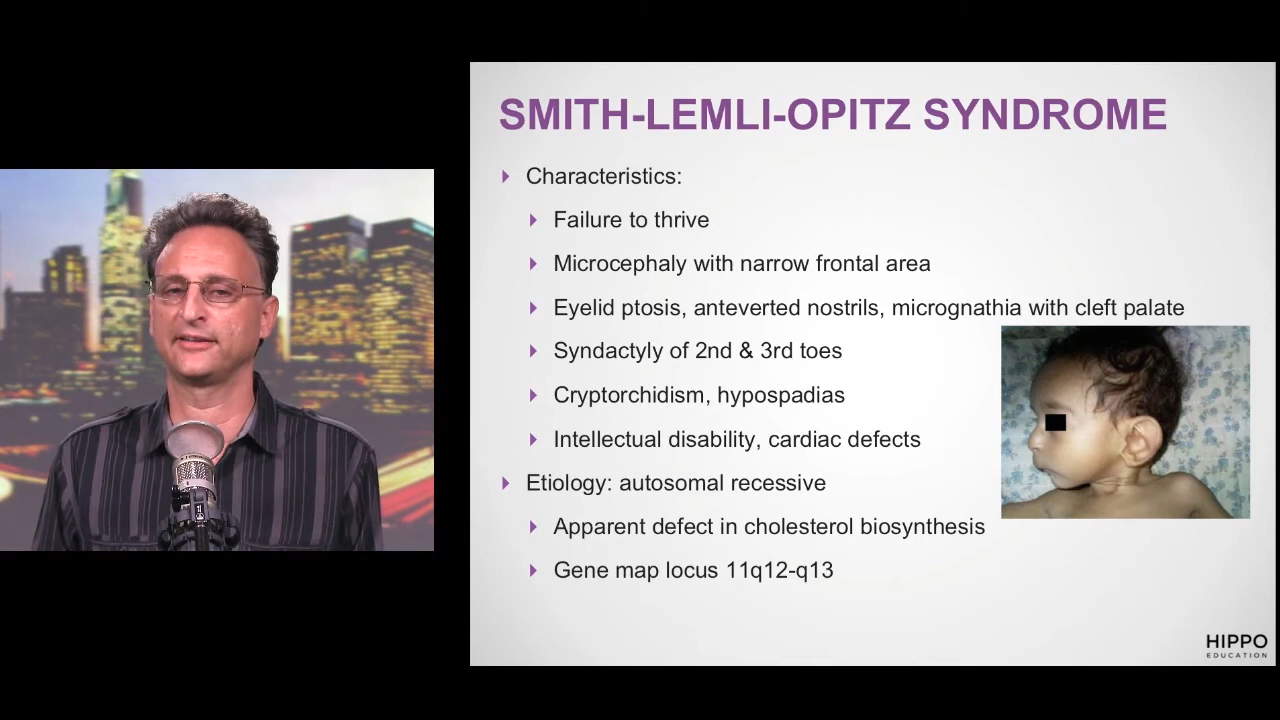 SMITH-LEMLI-OPITZ SYNDROME
Characteristics:
Failure to thrive
Microcephaly with narrow frontal area
Eyelid ptosis, anteverted nostrils, micrognathia with cleft palate
Syndactyly of 2nd & 3rd toes
Cryptorchidism, hypospadias
Intellectual disability, cardiac defects
Etiology: autosomal recessive
Apparent defect in cholesterol biosynthesis
Gene map locus 11q12-q13
HIPPO
EDUCATION